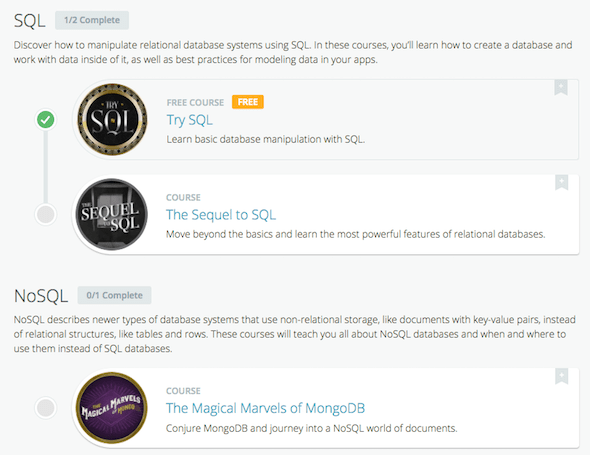 SQL 1/2 Complete
Discover how to manipulate relational database systems using SQL. In these courses, you'll learn how to create a database and
work with data inside of it, as well as best practices for modeling data in your apps.
TRY
SQL
FREE COURSE FREE
Try SQL
Learn basic database manipulation with SQL.
THE
SEQUEL
TO
SQL
COURSE
The Sequel to SQL
Move beyond the basics and learn the most powerful features of relational databases.
NoSQL 0/1 Complete
NoSQL describes newer types of database systems that use non-relational storage, like documents with key-value pairs, instead
of relational structures, like tables and rows. These courses will teach you all about NoSQL databases and when and where to
use them instead of SQL databases.
THE
MAGICAL MARVELS
OF MONGO
COURSE
The Magical Marvels of MongoDB
Conjure MongoDB and journey into a NoSQL world of documents.